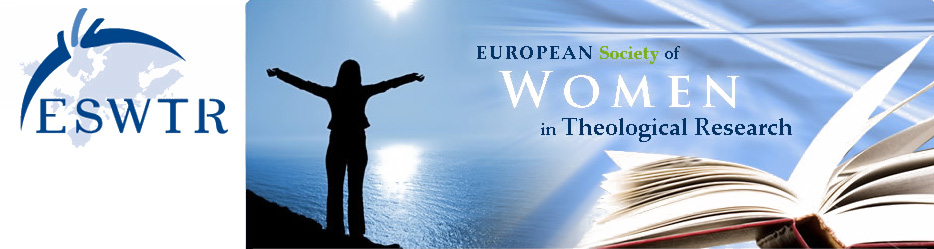 ESWTR
EUROPEAN Society of
WOMEN
in Theological Research